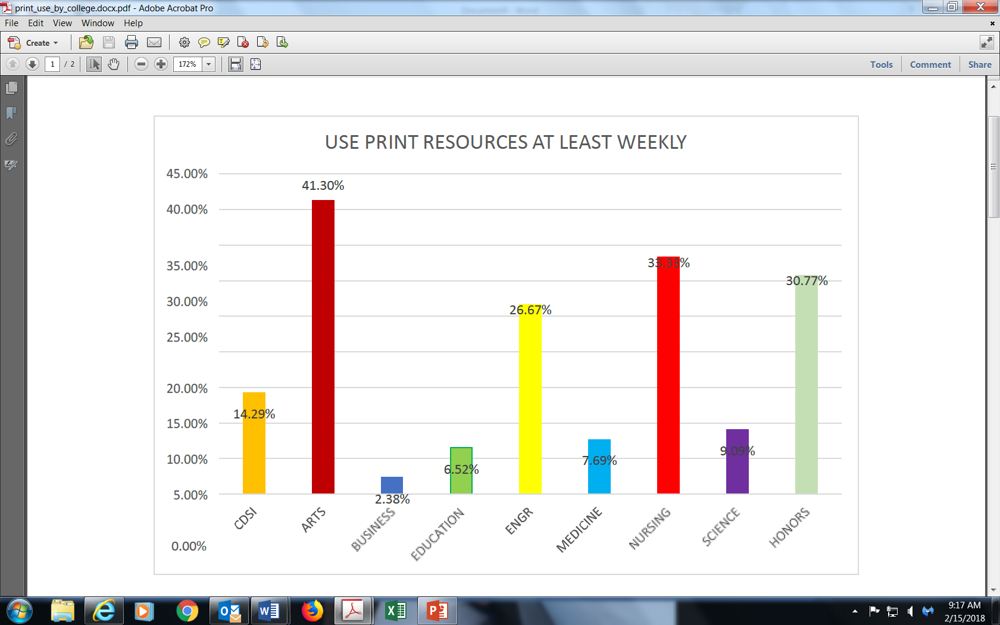 print_use_by_college.docx.pdf - Adobe Acrobat Pro
File Edit View Window Help
Create
1 / 2 172% Tools Comment Share
USE PRINT RESOURCES AT LEAST WEEKLY
45.00%
41.30%
40.00%
35.00%
33.33%
30.77%
30.00%
26.67%
25.00%
20.00%
14.29%
15.00%
9.09%
10.00%
7.69%
6.52%
5.00%
2.38%
CDSI ARTS BUSINESS EDUCATION ENGR MEDICINE NURSING SCIENCE HONORS
0.00%
9:17 AM
2/15/2018